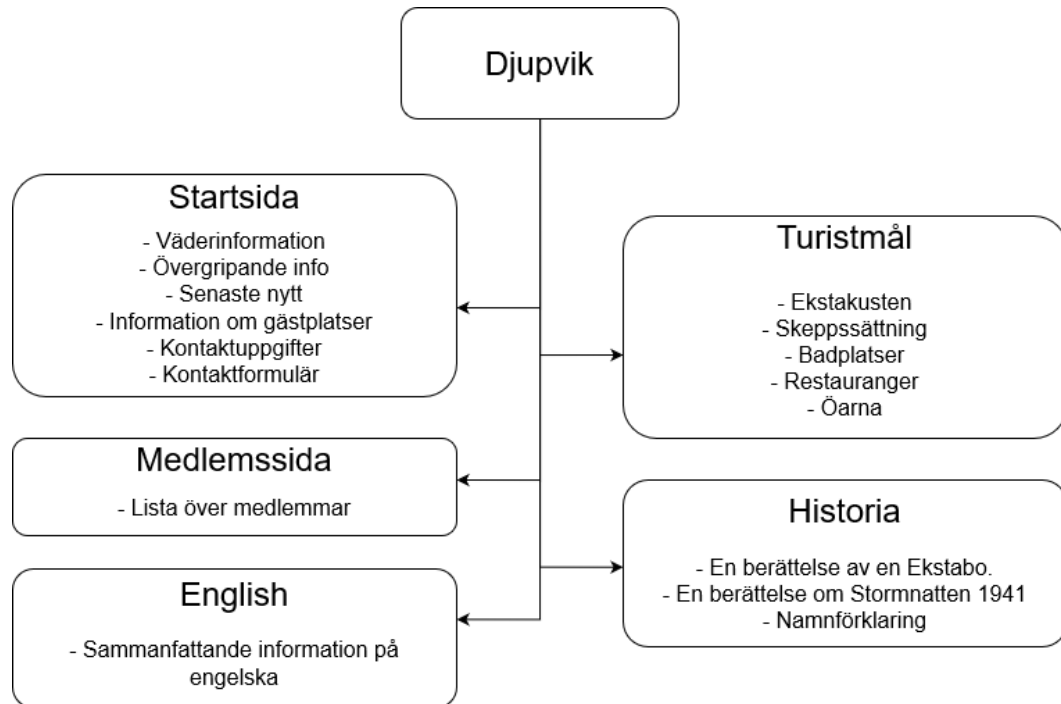 Djupvik
Startsida
- Väderinformation
- Övergripande info
- Senaste nytt
- Information om gästplatser
- Kontaktuppgifter
- Kontaktformulär
Turistmål
- Ekstakusten
- Skeppssättning
- Badplatser
- Restauranger
- Öarna
Medlemssida
- Lista över medlemmar
Historia
- En berättelse av en Ekstabo.
- En berättelse om Stormnatten 1941
- Namnförklaring
English
- Sammanfattande information på
engelska